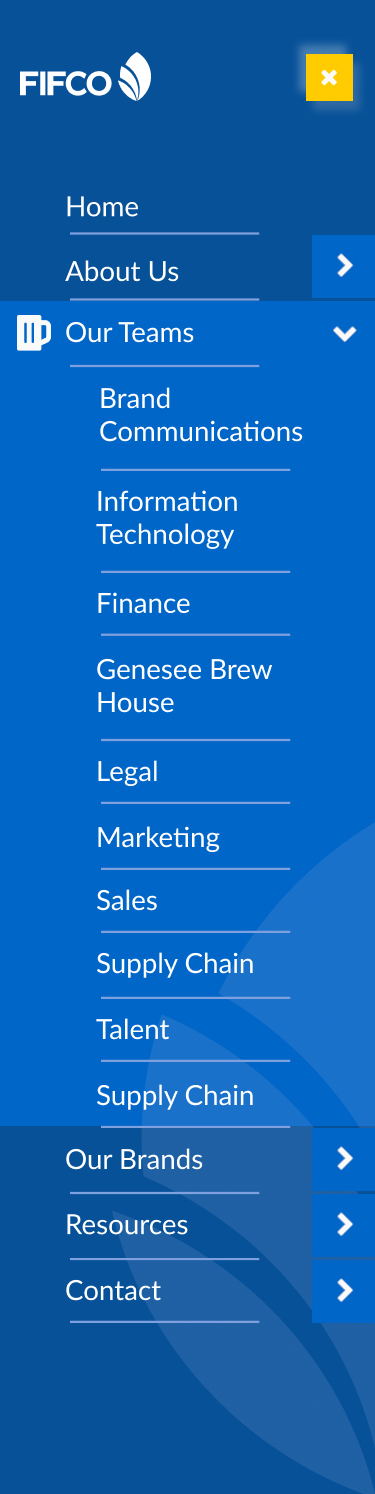 FIFCO
Home
About Us
Our Teams
Brand
Communications
Information
Technology
Finance
Genesee Brew
House
Legal
Marketing
Sales
Supply Chain
Talent
Supply Chain
Our Brands
Resources
Contact